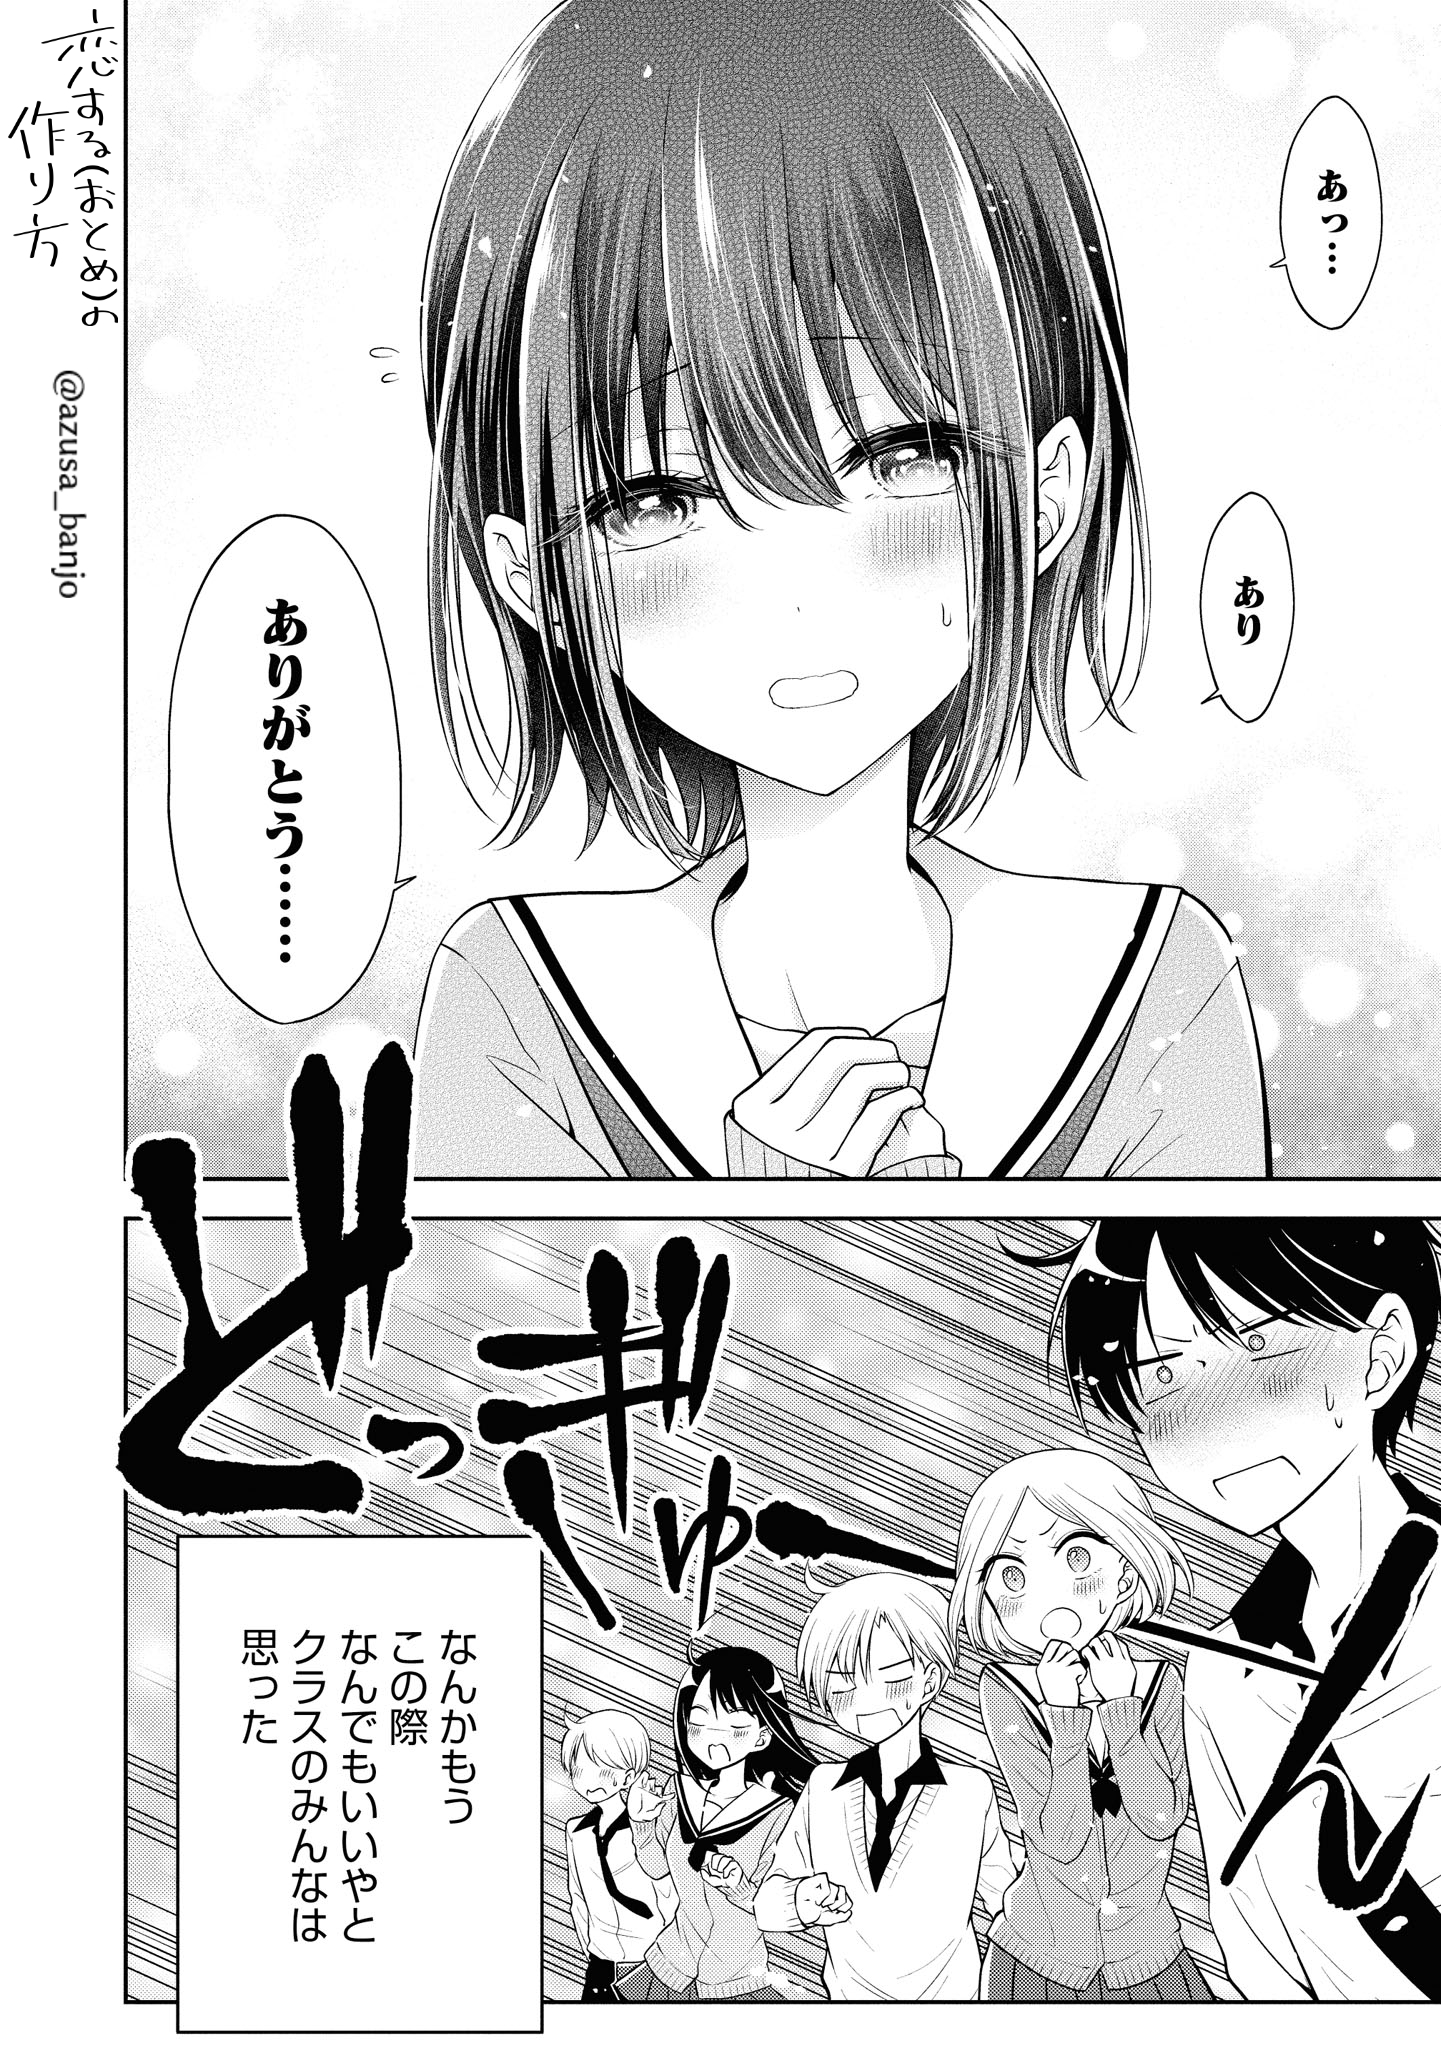 あっ…
あり
ありがとう……
恋する(おとめ)の
作り方
@azusa_banjo
どっぎゅーん
なんかもう
この際
なんでもいいやと
クラスのみんなは
思った